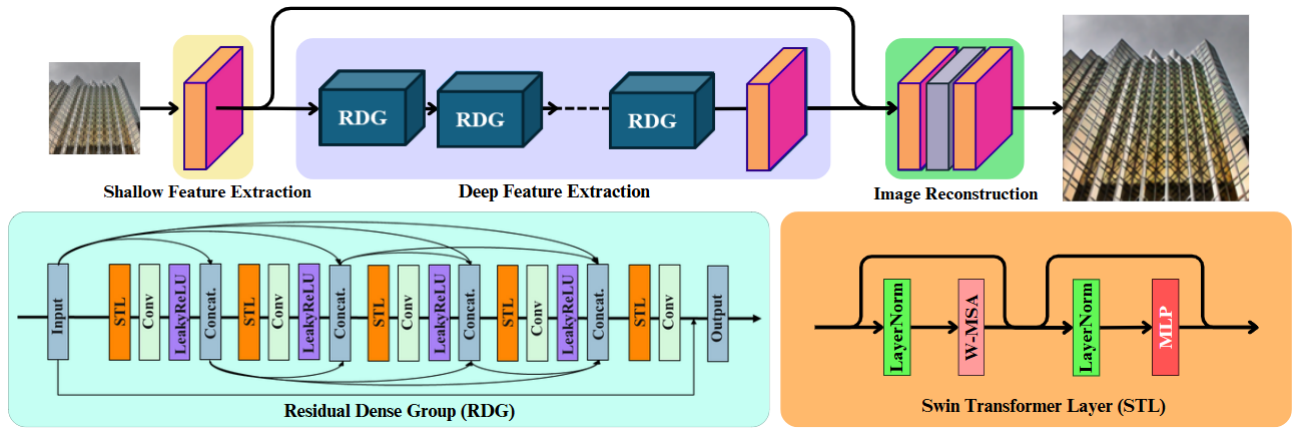 RDG
RDG
RDG
Shallow Feature Extraction
Deep Feature Extraction
Image Reconstruction
Input
STL
Conv
LeakyReLU
Concat.
STL
Conv
LeakyReLU
Concat.
STL
Conv
LeakyReLU
Concat.
STL
Conv
LeakyReLU
Concat.
STL
Conv
Output
Residual Dense Group (RDG)
LayerNorm
W-MSA
LayerNorm
MLP
Swin Transformer Layer (STL)